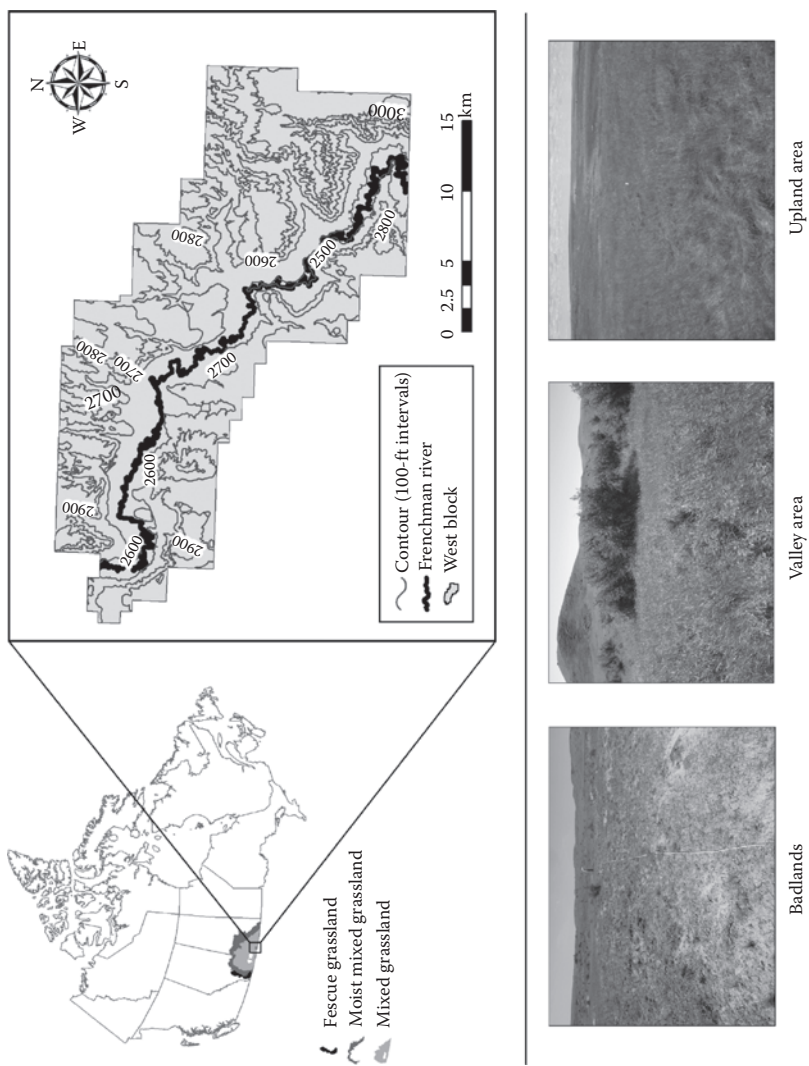 Fescue grassland
Moist mixed grassland
Mixed grassland
N
W
E
S
2900
2700
2800
2700
2800
2600
2600
2900
2700
2600
2500
2800
3000
Contour (100-ft intervals)
Frenchman river
West block
0 2.5 5 10 15
km
Badlands
Valley area
Upland area